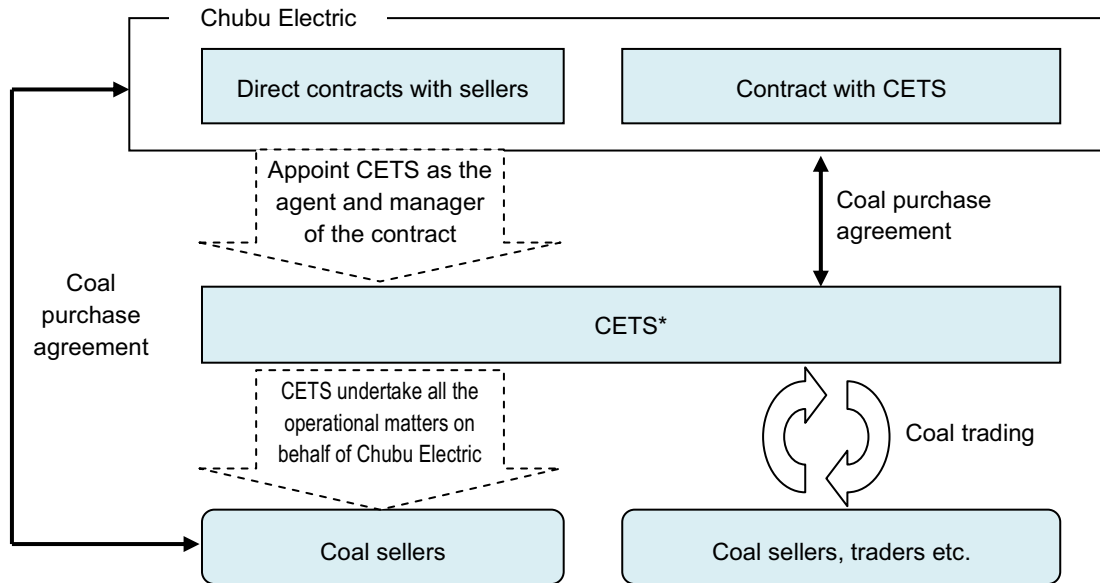 Chubu Electric
Direct contracts with sellers
Contract with CETS
Appoint CETS as the
agent and manager
of the contract
Coal purchase
agreement
Coal
purchase
agreement
CETS*
CETS undertake all the
operational matters on
behalf of Chubu Electric
Coal trading
Coal sellers
Coal sellers, traders etc.